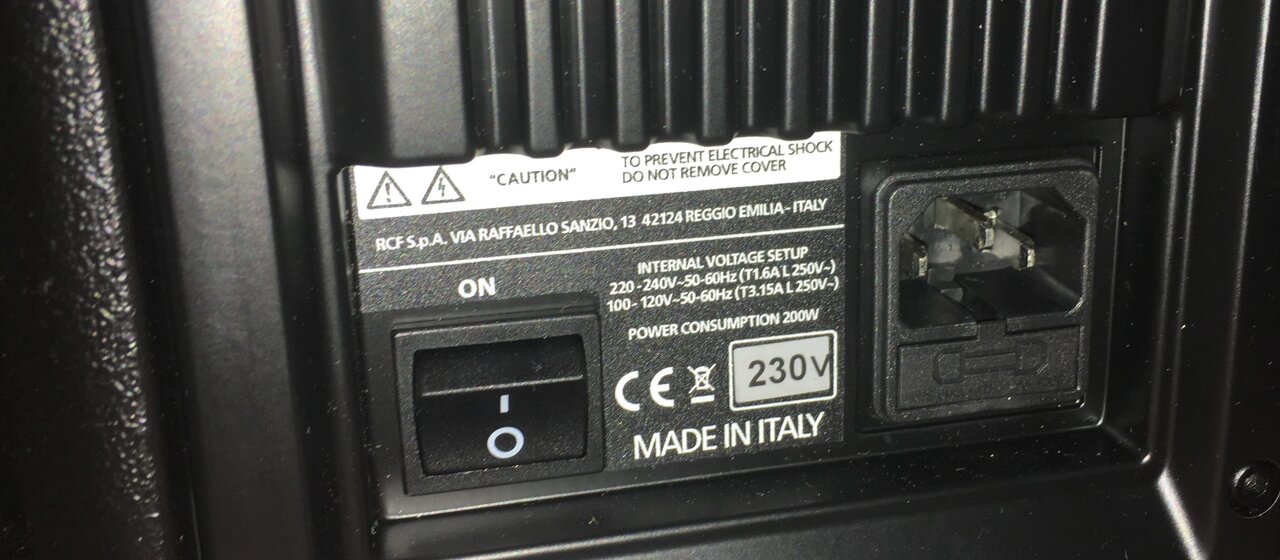 "CAUTION"
TO PREVENT ELECTRICAL SHOCK
DO NOT REMOVE COVER
RCF S.p.A. VIA RAFFAELLO SANZIO, 13 42124 REGGIO EMILIA - ITALY
ON
INTERNAL VOLTAGE SETUP
220 - 240V~50-60Hz (T1.6A L 250V~)
100 - 120V~50-60Hz (T3.15A L 250V~)
POWER CONSUMPTION 200W
CE
230V
MADE IN ITALY
I
O